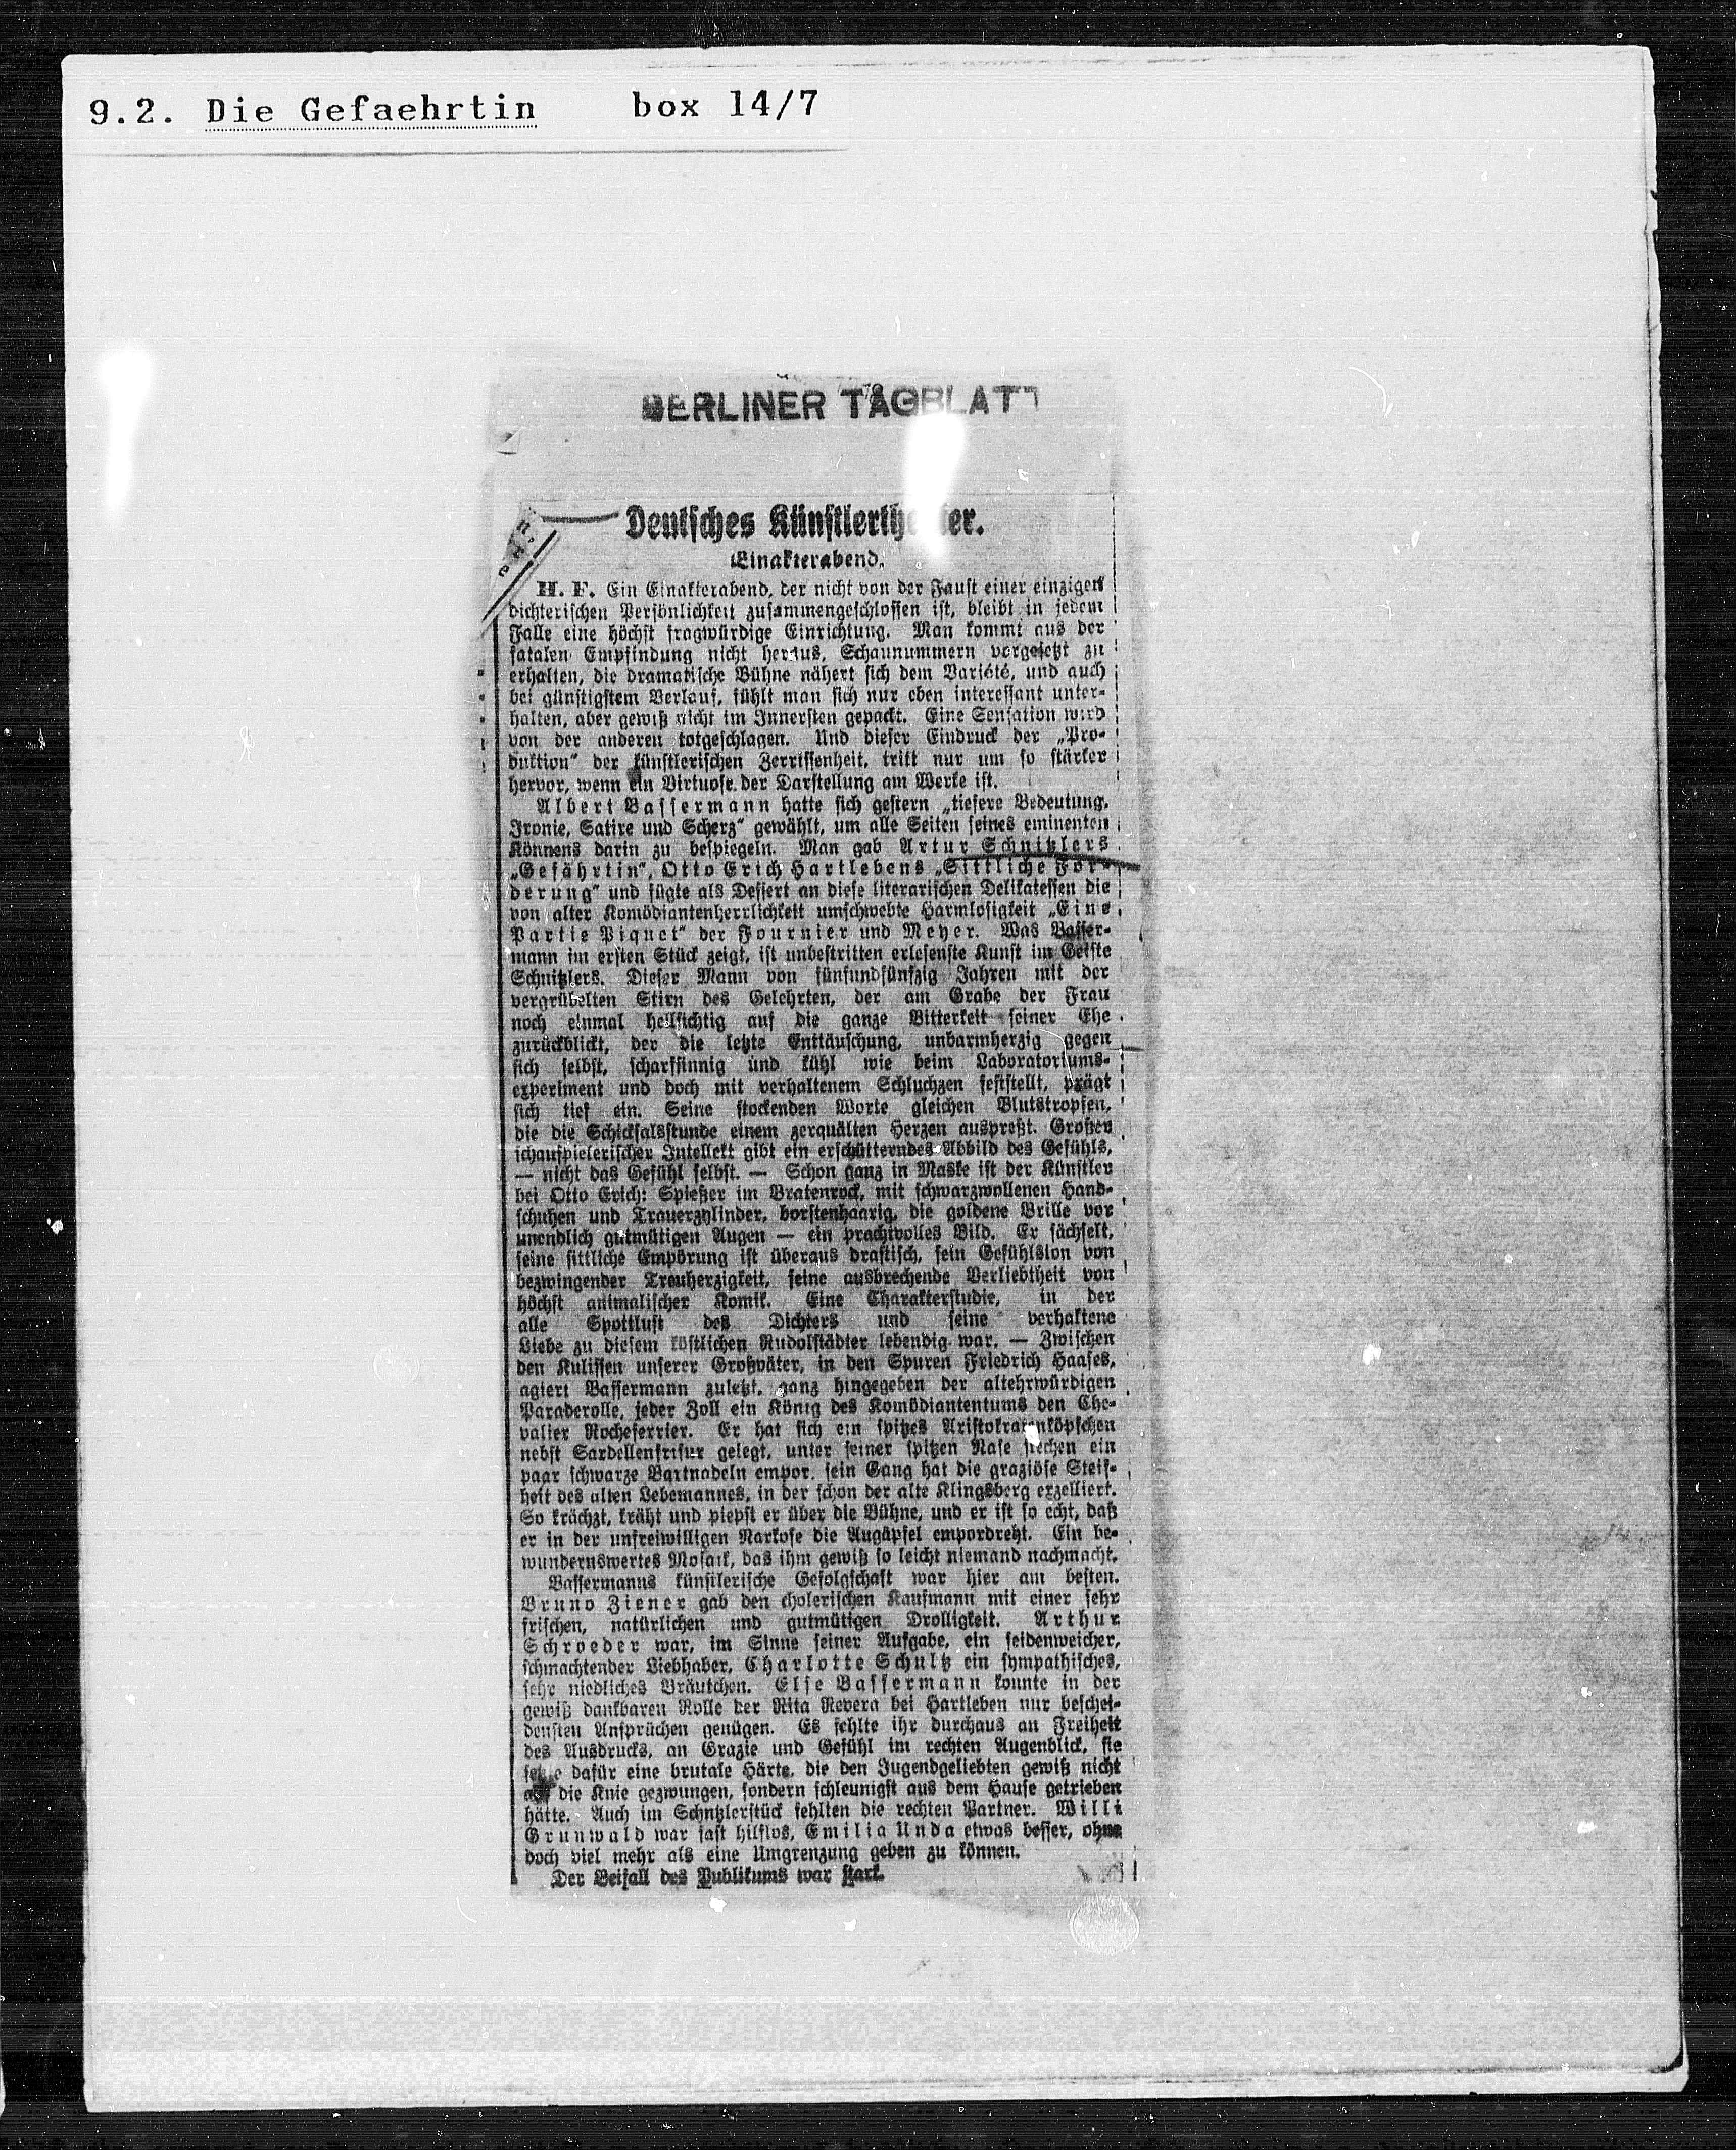 9.2. Die Gefaehrtin box 14/7
BERLINER TAGBLATT
Deutsches Künstlertheater.
Einakterabend.
H. F. Ein Einakterabend, der nicht von der Faust einer einzigen
dichterischen Persönlichkeit zusammengeschlossen ist, bleibt in jedem
Falle eine höchst fragwürdige Einrichtung. Man kommt aus der
fatalen Empfindung nicht heraus, Schaunummern vorgesetzt zu
erhalten, die dramatische Bühne nähert sich dem Variété, und auch
bei günstigstem Verlauf, fühlt man sich nur eben interessant unter-
halten, aber gewiß nicht im Innersten gepackt. Eine Sensation wird
von der anderen totgeschlagen. Und dieser Eindruck der „Pro-
duktion“ der künstlerischen Zerrissenheit, tritt nur um so stärker
hervor, wenn ein Virtuose der Darstellung am Werke ist.
Albert Bassermann hatte sich gestern „tiefere Bedeutung,
Ironie, Satire und Scherz“ gewählt, um alle Seiten seines eminenten
Könnens darin zu bespiegeln. Man gab Artur Schnitzlers
„Gefährtin“, Otto Erich Hartlebens „Sittliche For-
derung“ und fügte als Dessert an diese literarischen Delikatessen die
von alter Komödiantenherrlichkeit umschwebte Harmlosigkeit „Eine
Partie Piquet“ der Fournier und Meyer. Was Basser-
mann im ersten Stück zeigt, ist unbestritten erlesenste Kunst im Geiste
Schnitzlers. Dieser Mann von fünfundfünfzig Jahren mit der
vergrübelten Stirn des Gelehrten, der am Grabe der Frau
noch einmal hellsichtig auf die ganze Bitterkeit seiner Ehe
zurückblickt, der die letzte Enttäuschung, unbarmherzig gegen
sich selbst, scharfsinnig und kühl wie beim Laboratoriums-
experiment und doch mit verhaltenem Schluchzen feststellt, prägt
sich tief ein. Seine stockenden Worte gleichen Blutstropfen,
die die Schicksalsstunde einem zerquälten Herzen auspreßt. Großer
schauspielerischer Intellekt gibt ein erschütterndes Abbild des Gefühls,
— nicht das Gefühl selbst. — Schon ganz in Maske ist der Künstler
bei Otto Erich: Spießer im Bratenrock, mit schwarzwollenen Hand-
schuhen und Trauerzylinder, borstenhaarig, die goldene Brille vor
unendlich gutmütigen Augen — ein prachtvolles Bild. Er sächselt,
seine sittliche Empörung ist überaus drastisch, sein Gefühlston von
bezwingender Treuherzigkeit, seine ausbrechende Verliebtheit von
höchst animalischer Komik. Eine Charakterstudie, in der
alle Spottlust des Dichters und seine verhaltene
Liebe zu diesem köstlichen Rudolstädter lebendig war. — Zwischen
den Kulissen unserer Großväter, in den Spuren Friedrich Haases,
agiert Bassermann zuletzt, ganz hingegeben der altehrwürdigen
Paraderolle, jeder Zoll ein König des Komödiantentums den Che-
valier Rocheferrier. Er hat sich ein spitzes Aristokratenköpfchen
nebst Sardellenfrisur gelegt, unter seiner spitzen Nase stechen ein
paar schwarze Bartnadeln empor, sein Gang hat die graziöse Steif-
heit des alten Lebemannes, in der schon der alte Klingsberg exzelliert.
So krächzt, kräht und piepst er über die Bühne, und er ist so echt, daß
er in der unfreiwilligen Narkose die Augäpfel empordreht. Ein be-
wundernswertes Mosaik, das ihm gewiß so leicht niemand nachmacht.
Bassermanns künstlerische Gefolgschaft war hier am besten.
Bruno Ziener gab den cholerischen Kaufmann mit einer sehr
frischen, natürlichen und gutmütigen Drolligkeit. Arthur
Schroeder war, im Sinne seiner Aufgabe, ein seidenweicher,
schmachtender Liebhaber, Charlotte Schultz ein sympathisches,
sehr niedliches Bräutchen. Else Bassermann konnte in der
gewiß dankbaren Rolle der Rita Revera bei Hartleben nur beschei-
densten Ansprüchen genügen. Es fehlte ihr durchaus an Freiheit
des Ausdrucks, an Grazie und Gefühl im rechten Augenblick, sie
setzte dafür eine brutale Härte, die den Jugendgeliebten gewiß nicht
auf die Knie gezwungen, sondern schleunigst aus dem Hause getrieben
hätte. Auch im Schnitzlerstück fehlten die rechten Partner. Willi
Grunwald war fast hilflos, Emilia Unda etwas besser, ohne
doch viel mehr als eine Umgrenzung geben zu können.
Der Beifall des Publikums war stark.